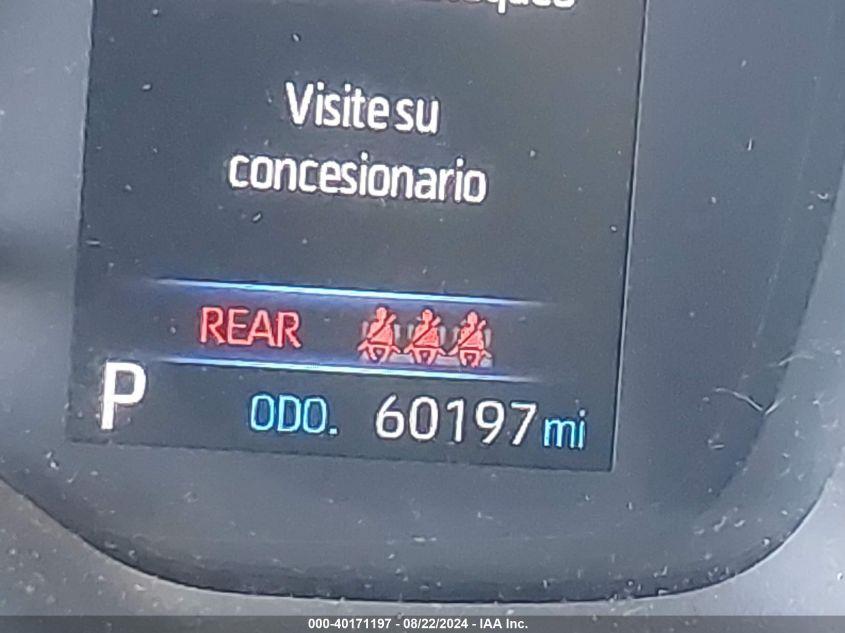 Visite su
concesionario
REAR
P ODO. 60197 mi
000-40171197 - 08/22/2024 - IAA Inc.